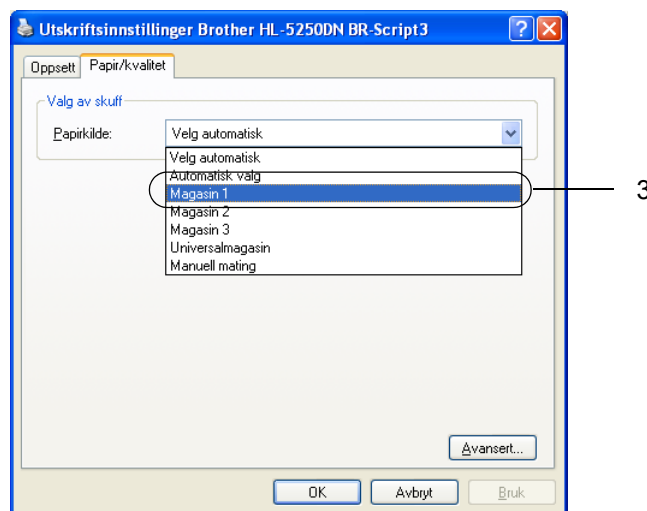 Utskriftsinnstillinger Brother HL-5250DN BR-Script3
Oppsett Papir/kvalitet
Valg av skuff
Papirkilde: Velg automatisk
Velg automatisk
Automatisk valg
Magasin 1
3
Magasin 2
Magasin 3
Universalmagasin
Manuell mating
Avansert...
OK Avbryt Bruk